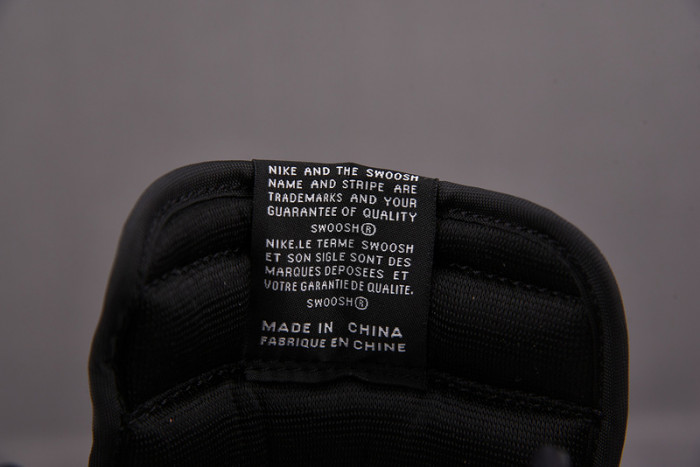 NIKE AND THE SWOOSH
NAME AND STRIPE ARE
TRADEMARKS AND YOUR
GUARANTEE OF QUALITY
SWOOSH®
NIKE.LE TERME SWOOSH
ET SON SIGLE SONT DES
MARQUES DEPOSEES ET
VOTRE GARANTIE DE QUALITE.
SWOOSH®
MADE IN CHINA
FABRIQUE EN CHINE